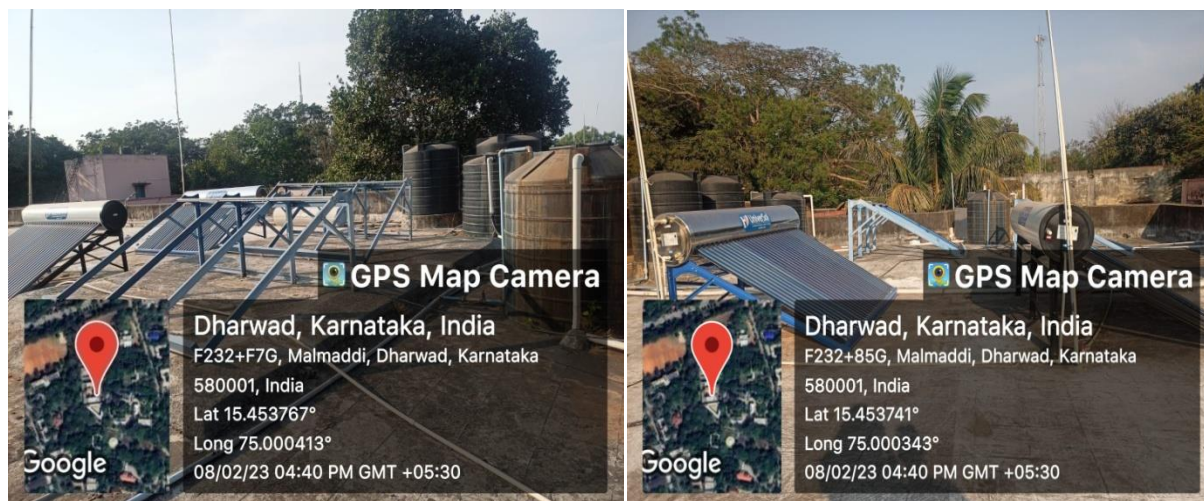 GPS Map Camera
Dharwad, Karnataka, India
F232+F7G, Malmaddi, Dharwad, Karnataka
580001, India
Lat 15.453767°
Long 75.000413°
08/02/23 04:40 PM GMT +05:30
Google
GPS Map Camera
Dharwad, Karnataka, India
F232+85G, Malmaddi, Dharwad, Karnataka
580001, India
Lat 15.453741°
Long 75.000343°
08/02/23 04:40 PM GMT +05:30
Google